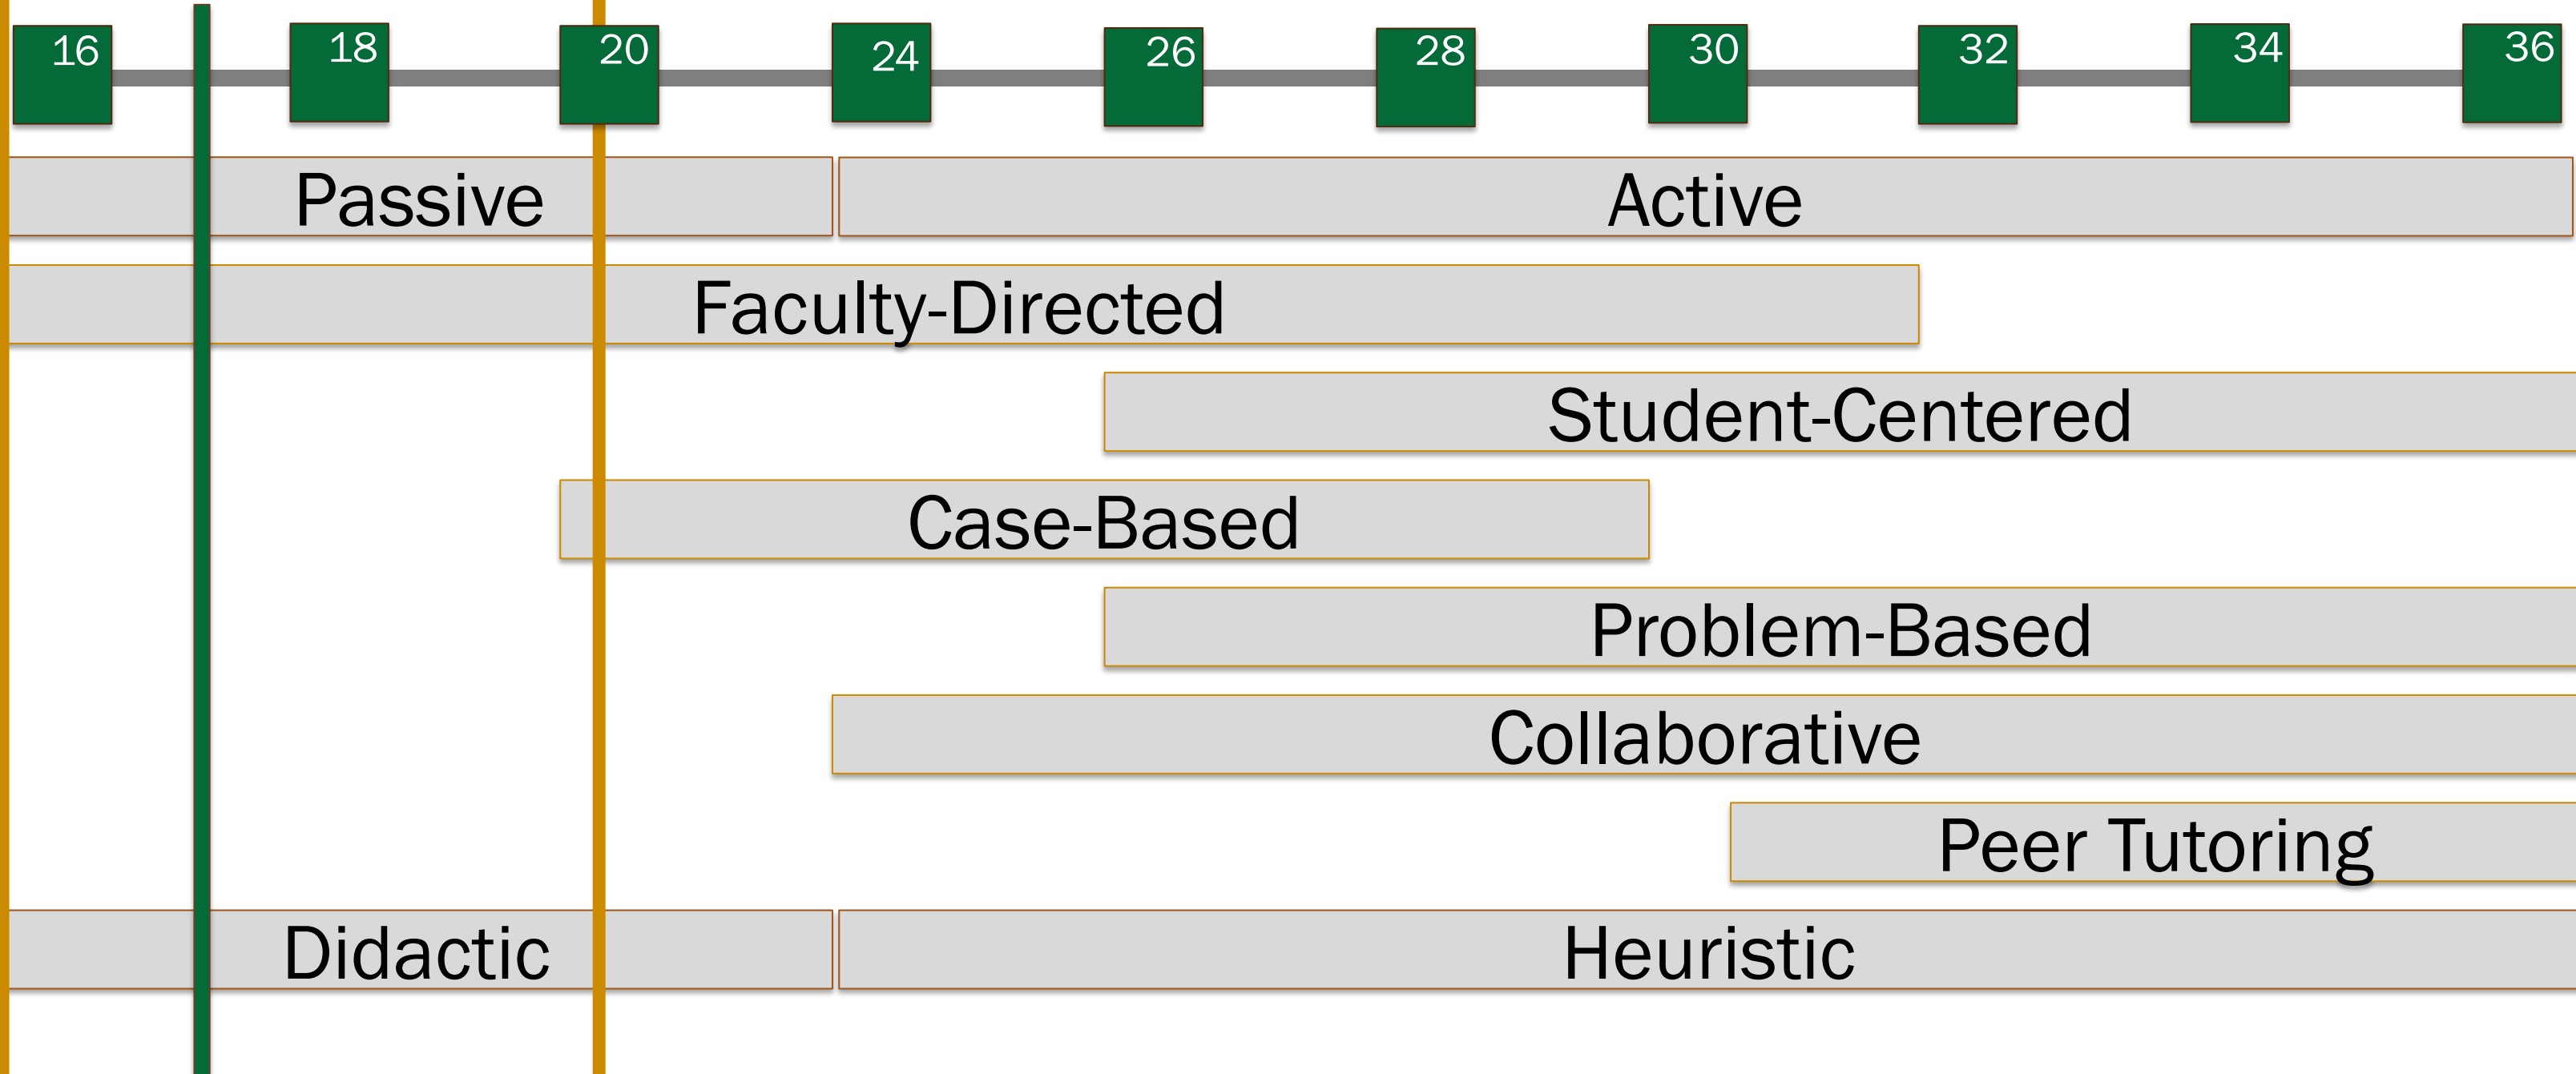 16 18 20 24 26 28 30 32 34 36
Passive Active
Faculty-Directed
Student-Centered
Case-Based
Problem-Based
Collaborative
Peer Tutoring
Didactic Heuristic